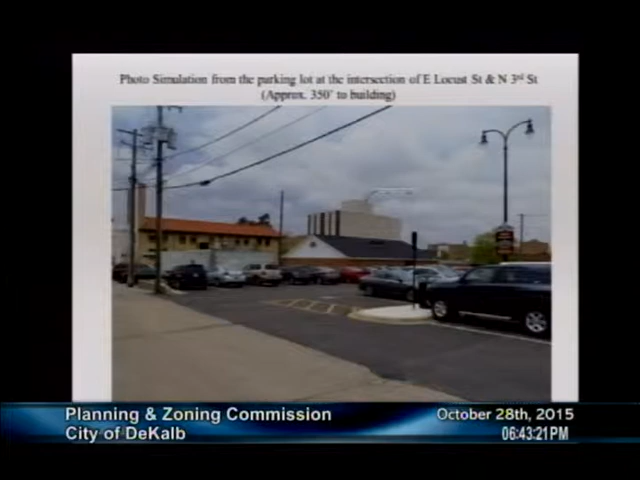 Photo Simulation from the parking lot at the intersection of E Locust St & N 3rd St
(Approx. 350' to building)
Planning & Zoning Commission
October 28th, 2015
City of DeKalb
06:43:21PM